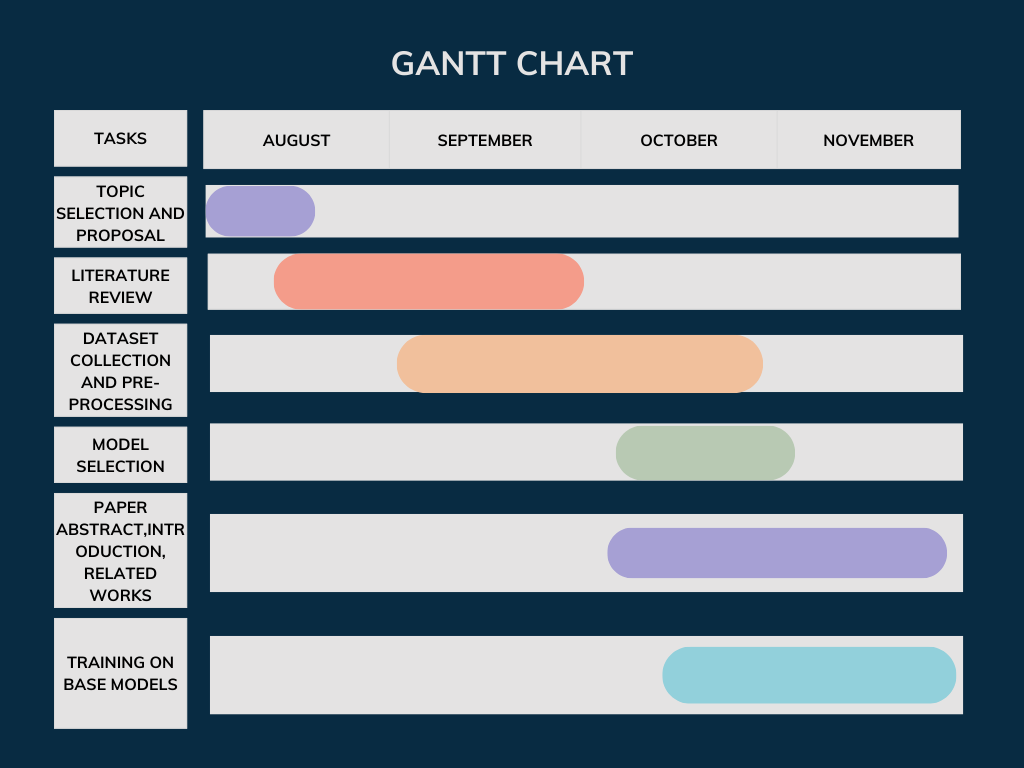 GANTT CHART
TASKS
AUGUST
SEPTEMBER
OCTOBER
NOVEMBER
TOPIC
SELECTION AND
PROPOSAL
LITERATURE
REVIEW
DATASET
COLLECTION
AND PRE-
PROCESSING
MODEL
SELECTION
PAPER
ABSTRACT,INTR
ODUCTION,
RELATED
WORKS
TRAINING ON
BASE MODELS